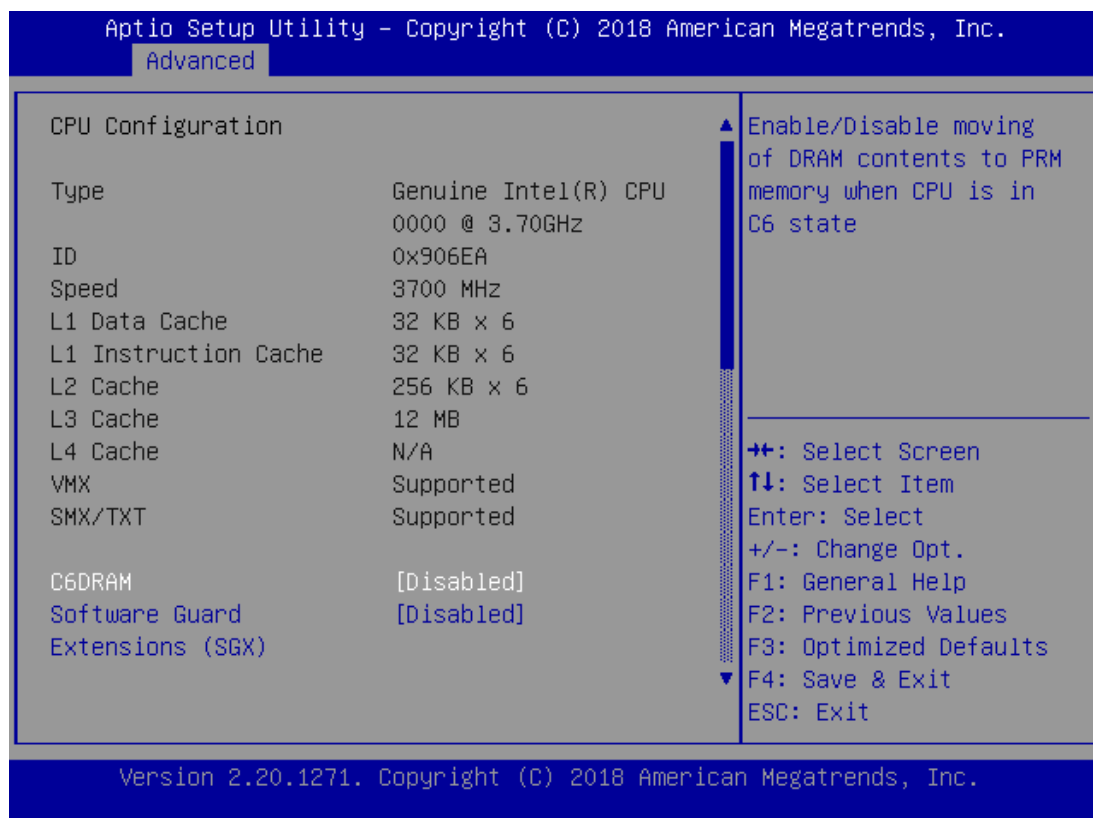 Aptio Setup Utility – Copyright (C) 2018 American Megatrends, Inc.
Advanced
CPU Configuration
Type Genuine Intel(R) CPU
0000 @ 3.70GHz
ID 0x906EA
Speed 3700 MHz
L1 Data Cache 32 KB x 6
L1 Instruction Cache 32 KB x 6
L2 Cache 256 KB x 6
L3 Cache 12 MB
L4 Cache N/A
VMX Supported
SMX/TXT Supported
C6DRAM [Disabled]
Software Guard [Disabled]
Extensions (SGX)
Enable/Disable moving
of DRAM contents to PRM
memory when CPU is in
C6 state
→←: Select Screen
↑↓: Select Item
Enter: Select
+/-: Change Opt.
F1: General Help
F2: Previous Values
F3: Optimized Defaults
F4: Save & Exit
ESC: Exit
Version 2.20.1271. Copyright (C) 2018 American Megatrends, Inc.